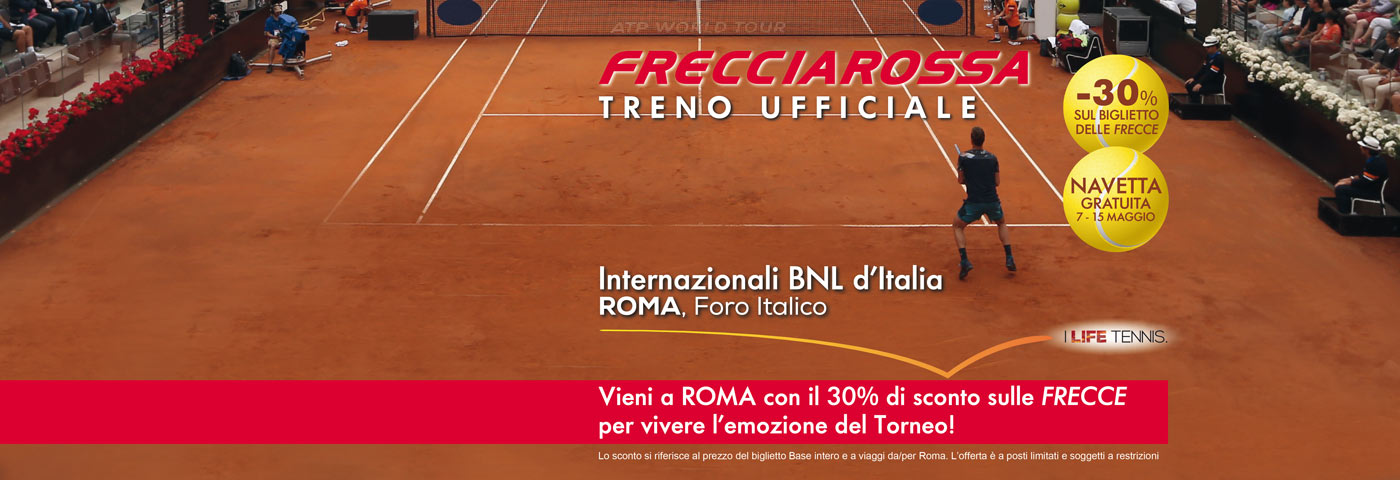 ATP WORLD TOUR
FRECCIAROSSA
TRENO UFFICIALE
-30%
SUL BIGLIETTO
DELLE FRECCE
NAVETTA
GRATUITA
7 - 15 MAGGIO
Internazionali BNL d'Italia
ROMA, Foro Italico
I LIFE TENNIS.
Vieni a ROMA con il 30% di sconto sulle FRECCE
per vivere l'emozione del Torneo!
Lo sconto si riferisce al prezzo del biglietto Base intero e a viaggi da/per Roma. L'offerta è a posti limitati e soggetti a restrizioni